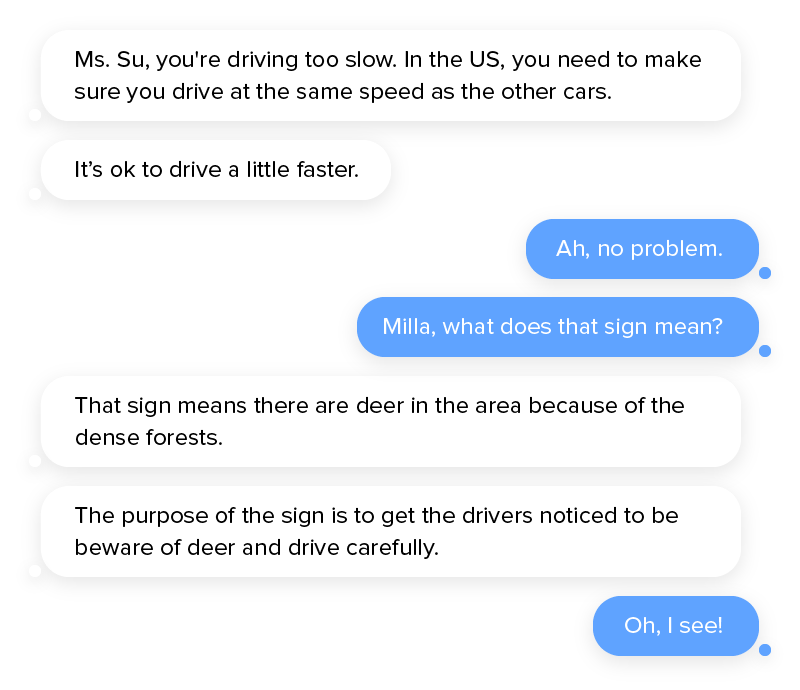 Ms. Su, you're driving too slow. In the US, you need to make
sure you drive at the same speed as the other cars.
It’s ok to drive a little faster.
Ah, no problem.
Milla, what does that sign mean?
That sign means there are deer in the area because of the
dense forests.
The purpose of the sign is to get the drivers noticed to be
beware of deer and drive carefully.
Oh, I see!